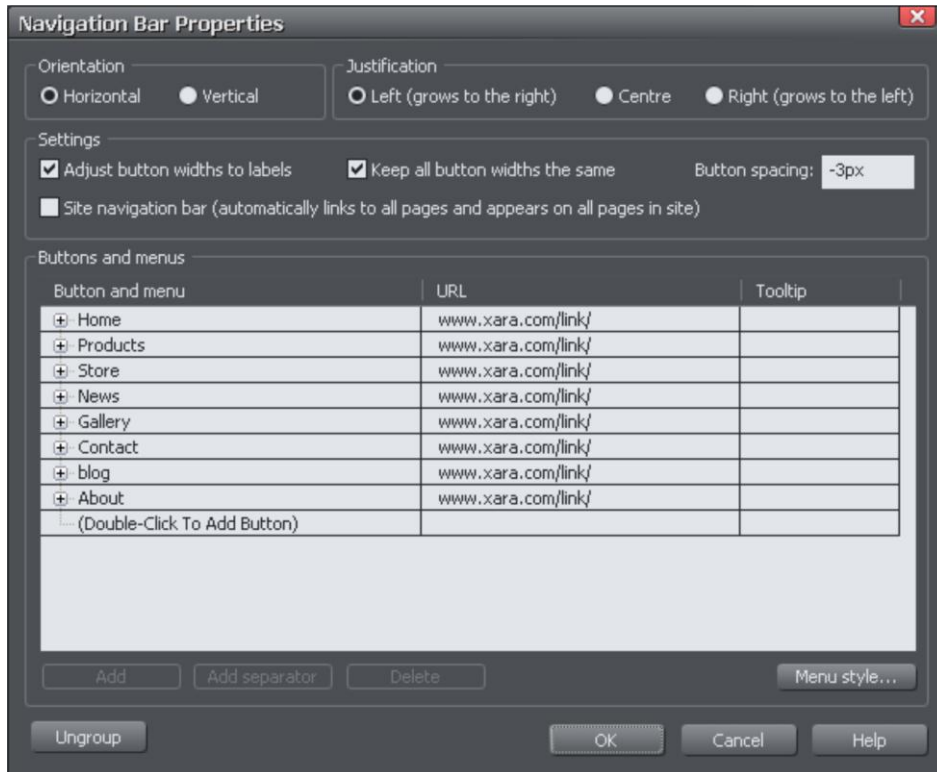 Navigation Bar Properties
Orientation
Horizontal Vertical
Justification
Left (grows to the right) Centre Right (grows to the left)
Settings
Adjust button widths to labels Keep all button widths the same Button spacing: -3px
Site navigation bar (automatically links to all pages and appears on all pages in site)
Buttons and menus
Button and menu URL Tooltip
Home www.xara.com/link/
Products www.xara.com/link/
Store www.xara.com/link/
News www.xara.com/link/
Gallery www.xara.com/link/
Contact www.xara.com/link/
blog www.xara.com/link/
About www.xara.com/link/
(Double-Click To Add Button)
Add Add separator Delete Menu style...
Ungroup OK Cancel Help